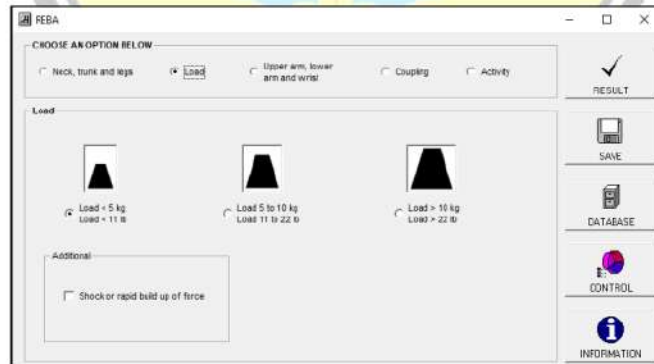 REBA
CHOOSE AN OPTION BELOW
Neck, trunk and legs
Load
Upper arm, lower
arm and wrist
Coupling
Activity
RESULT
Load
SAVE
Load < 5 kg
Load < 11 lb
Load 5 to 10 kg
Load 11 to 22 lb
Load > 10 kg
Load > 22 lb
DATABASE
Additional
Shock or rapid build up of force
CONTROL
INFORMATION